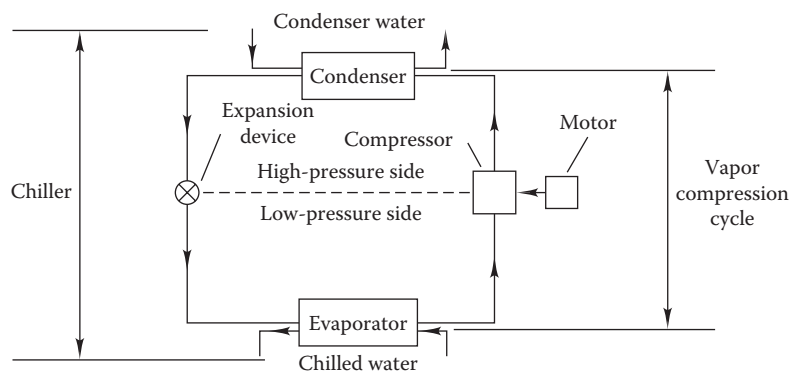 Condenser water
Condenser
Expansion
device
Compressor
Motor
High-pressure side
Chiller
Low-pressure side
Vapor
compression
cycle
Evaporator
Chilled water